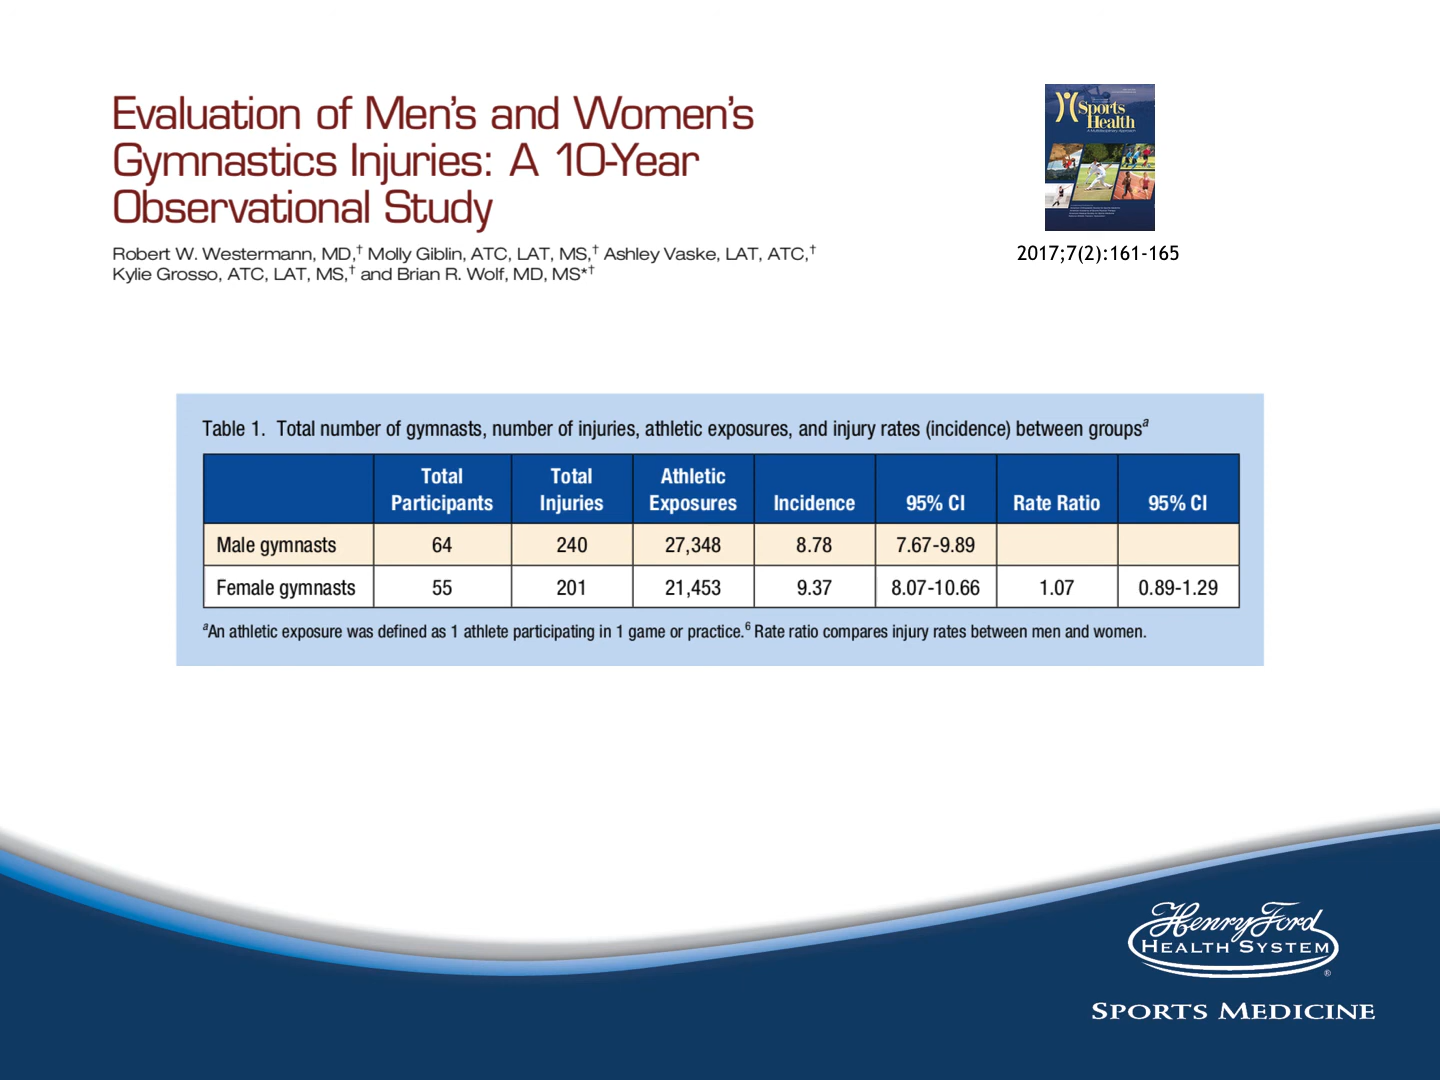 Evaluation of Men's and Women's
Gymnastics Injuries: A 10-Year
Observational Study
Robert W. Westermann, MD,† Molly Giblin, ATC, LAT, MS,† Ashley Vaske, LAT, ATC,†
Kylie Grosso, ATC, LAT, MS,† and Brian R. Wolf, MD, MS*†
Sports
Health
A Multidisciplinary Approach
2017;7(2):161-165
Table 1. Total number of gymnasts, number of injuries, athletic exposures, and injury rates (incidence) between groupsᵃ
Total Participants Total Injuries Athletic Exposures Incidence 95% CI Rate Ratio 95% CI
Male gymnasts 64 240 27,348 8.78 7.67-9.89
Female gymnasts 55 201 21,453 9.37 8.07-10.66 1.07 0.89-1.29
ᵃAn athletic exposure was defined as 1 athlete participating in 1 game or practice.⁶ Rate ratio compares injury rates between men and women.
Henry Ford
HEALTH SYSTEM
®
SPORTS MEDICINE